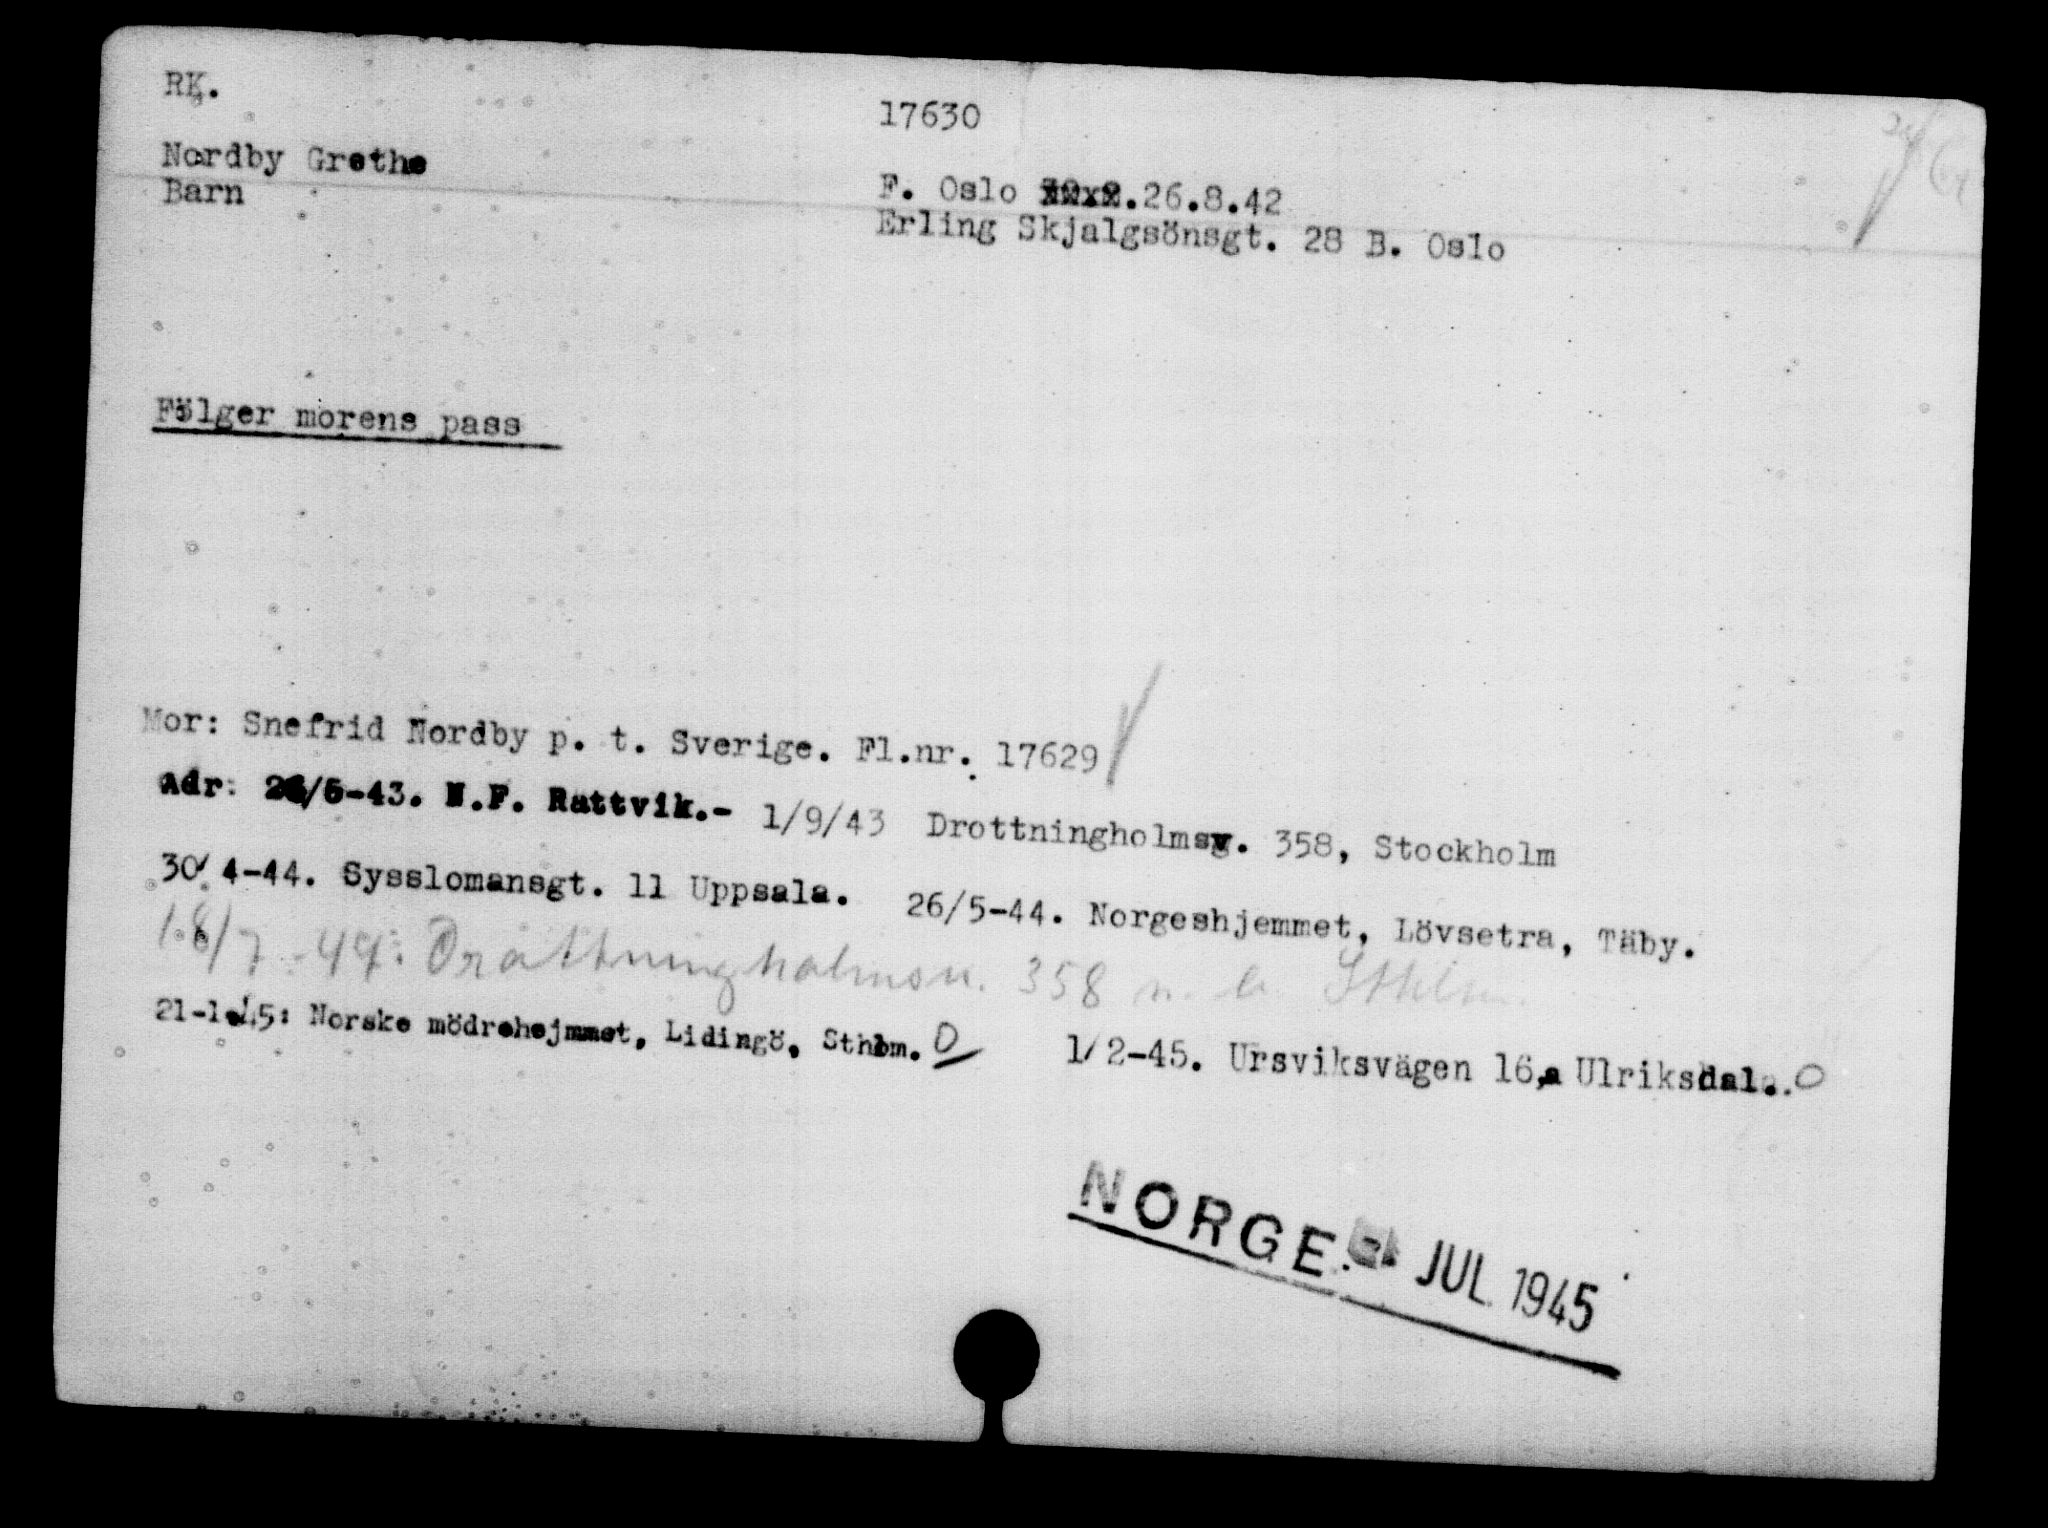 RK.
17630
Nordby Grethe
Barn
F. Oslo 26.8.42
Erling Skjalgsönsgt. 28 B. Oslo
Fölger morens pass
Mor: Snefrid Nordby p. t. Sverige. Fl.nr. 17629
Adr: /5-43. N.F. Rattvik.- 1/9/43 Drottningholmsv. 358, Stockholm
30/4-44. Sysslomansgt. 11 Uppsala. 26/5-44. Norgeshjemmet, Lövsetra, Täby.
18/7-44: Drottningholmsv. 358 n. b. Sthlm.
21-1-45: Norske mödrehejmmet, Lidingö, Sthlm. O 1/2-45. Ursviksvägen 16,a Ulriksdal. O
NORGE. JUL 1945